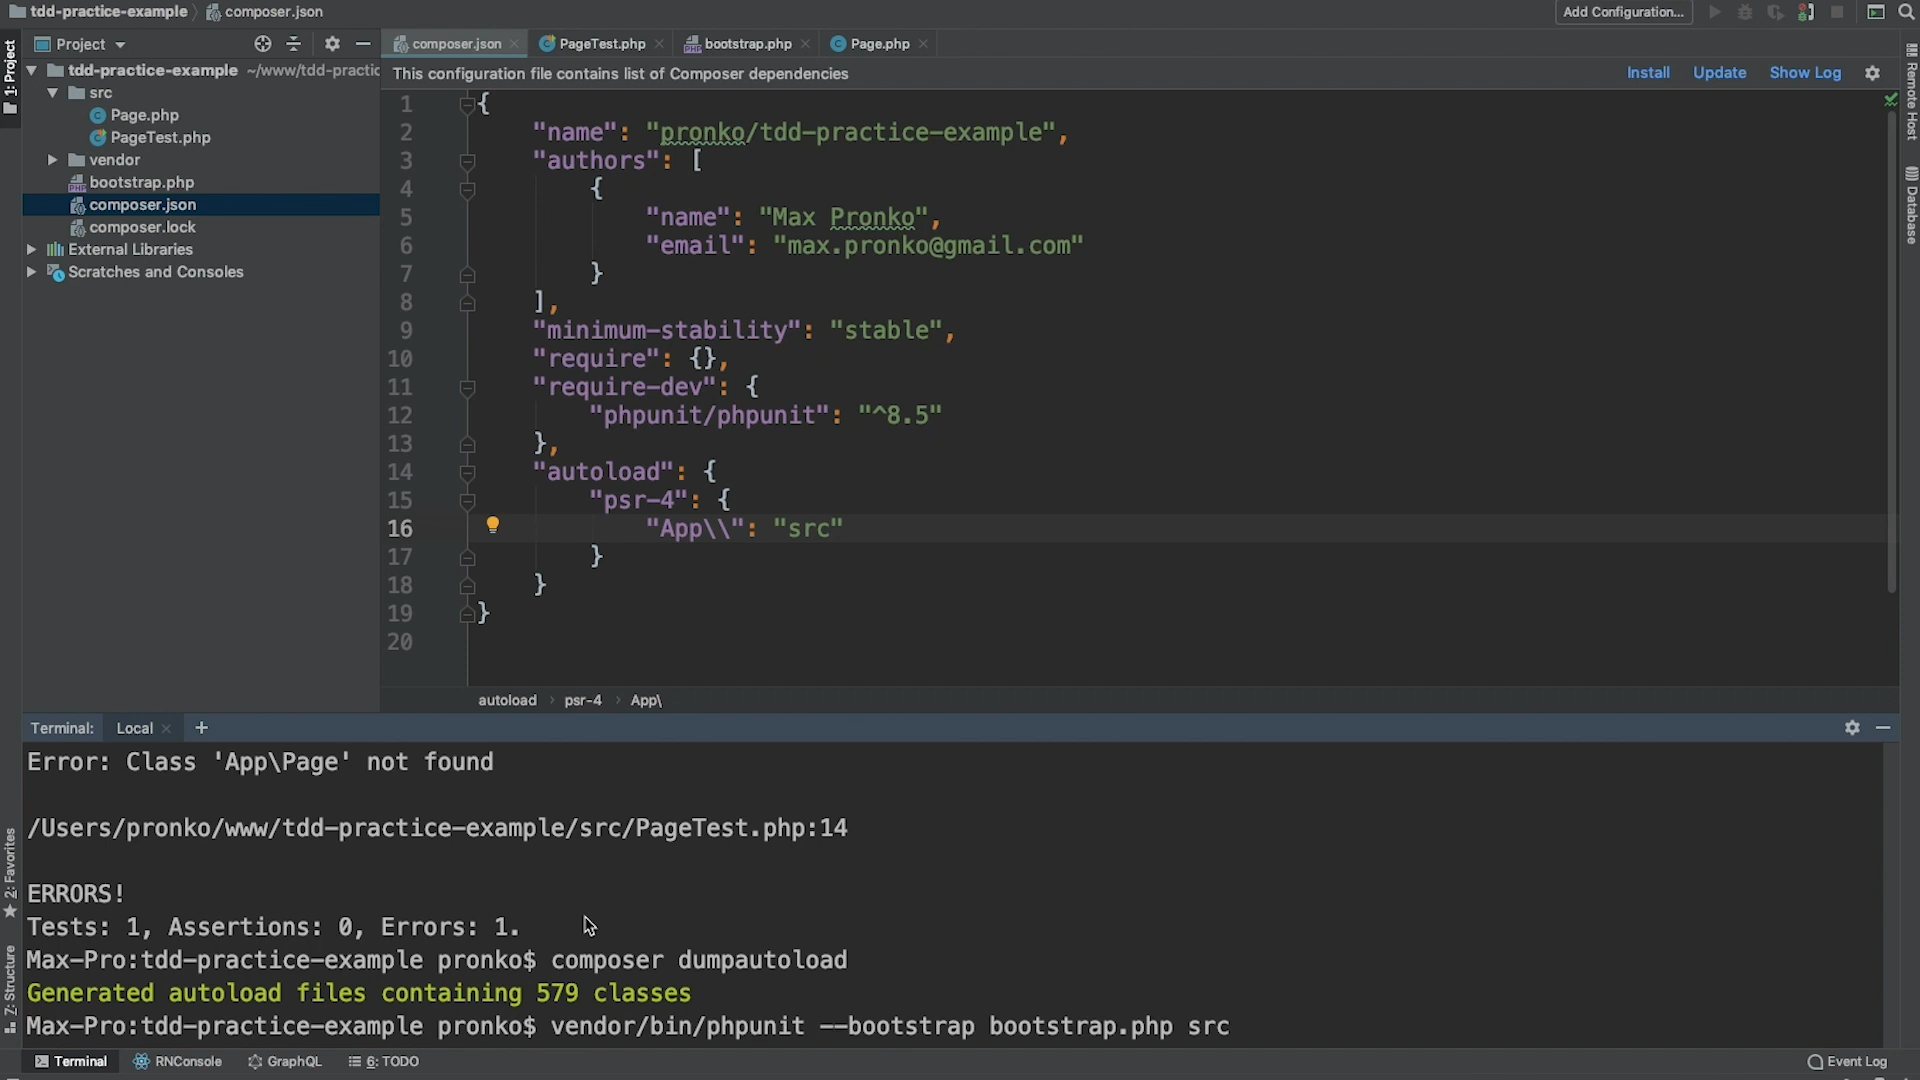 tdd-practice-example composer.json
Add Configuration...
Project
composer.json PageTest.php bootstrap.php Page.php
1: Project
tdd-practice-example ~/www/tdd-practic
src
Page.php
PageTest.php
vendor
bootstrap.php
composer.json
composer.lock
External Libraries
Scratches and Consoles
This configuration file contains list of Composer dependencies
Install Update Show Log
1 {
2 "name": "pronko/tdd-practice-example",
3 "authors": [
4 {
5 "name": "Max Pronko",
6 "email": "max.pronko@gmail.com"
7 }
8 ],
9 "minimum-stability": "stable",
10 "require": {},
11 "require-dev": {
12 "phpunit/phpunit": "^8.5"
13 },
14 "autoload": {
15 "psr-4": {
16 "App\\": "src"
17 }
18 }
19 }
20
autoload psr-4 App\
Remote Host
Database
Terminal: Local +
Error: Class 'App\Page' not found
/Users/pronko/www/tdd-practice-example/src/PageTest.php:14
ERRORS!
Tests: 1, Assertions: 0, Errors: 1.
Max-Pro:tdd-practice-example pronko$ composer dumpautoload
Generated autoload files containing 579 classes
Max-Pro:tdd-practice-example pronko$ vendor/bin/phpunit --bootstrap bootstrap.php src
2: Favorites
7: Structure
Terminal RNConsole GraphQL 6: TODO
Event Log